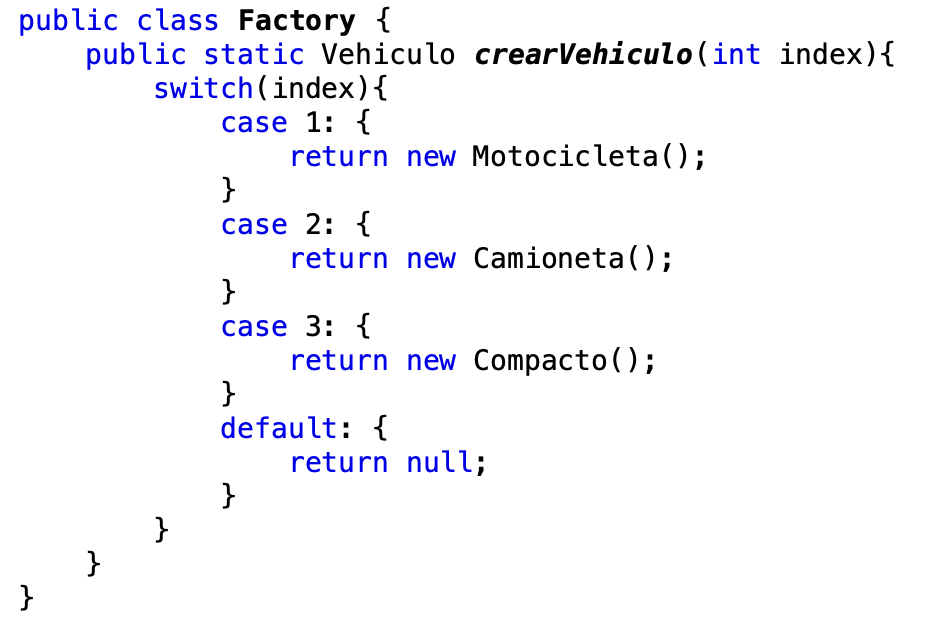 public class Factory {
    public static Vehiculo crearVehiculo(int index){
        switch(index){
            case 1: {
                return new Motocicleta();
            }
            case 2: {
                return new Camioneta();
            }
            case 3: {
                return new Compacto();
            }
            default: {
                return null;
            }
        }
    }
}